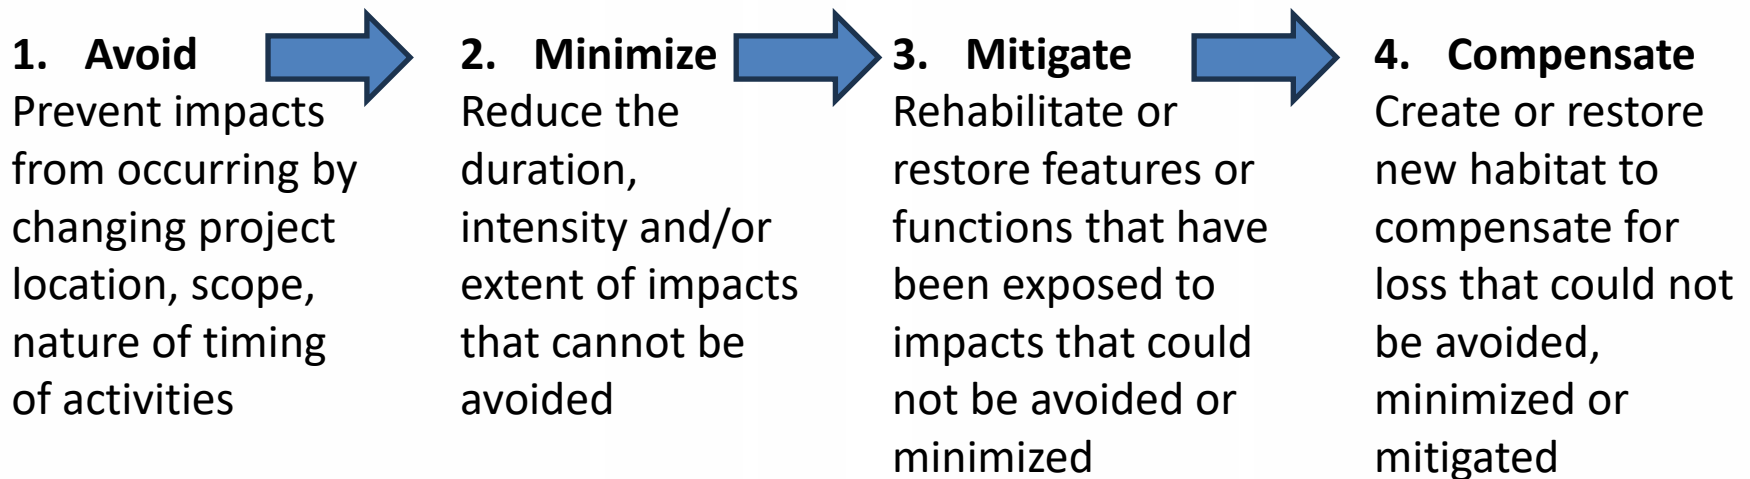 1. Avoid
Prevent impacts
from occurring by
changing project
location, scope,
nature of timing
of activities
2. Minimize
Reduce the
duration,
intensity and/or
extent of impacts
that cannot be
avoided
3. Mitigate
Rehabilitate or
restore features or
functions that have
been exposed to
impacts that could
not be avoided or
minimized
4. Compensate
Create or restore
new habitat to
compensate for
loss that could not
be avoided,
minimized or
mitigated